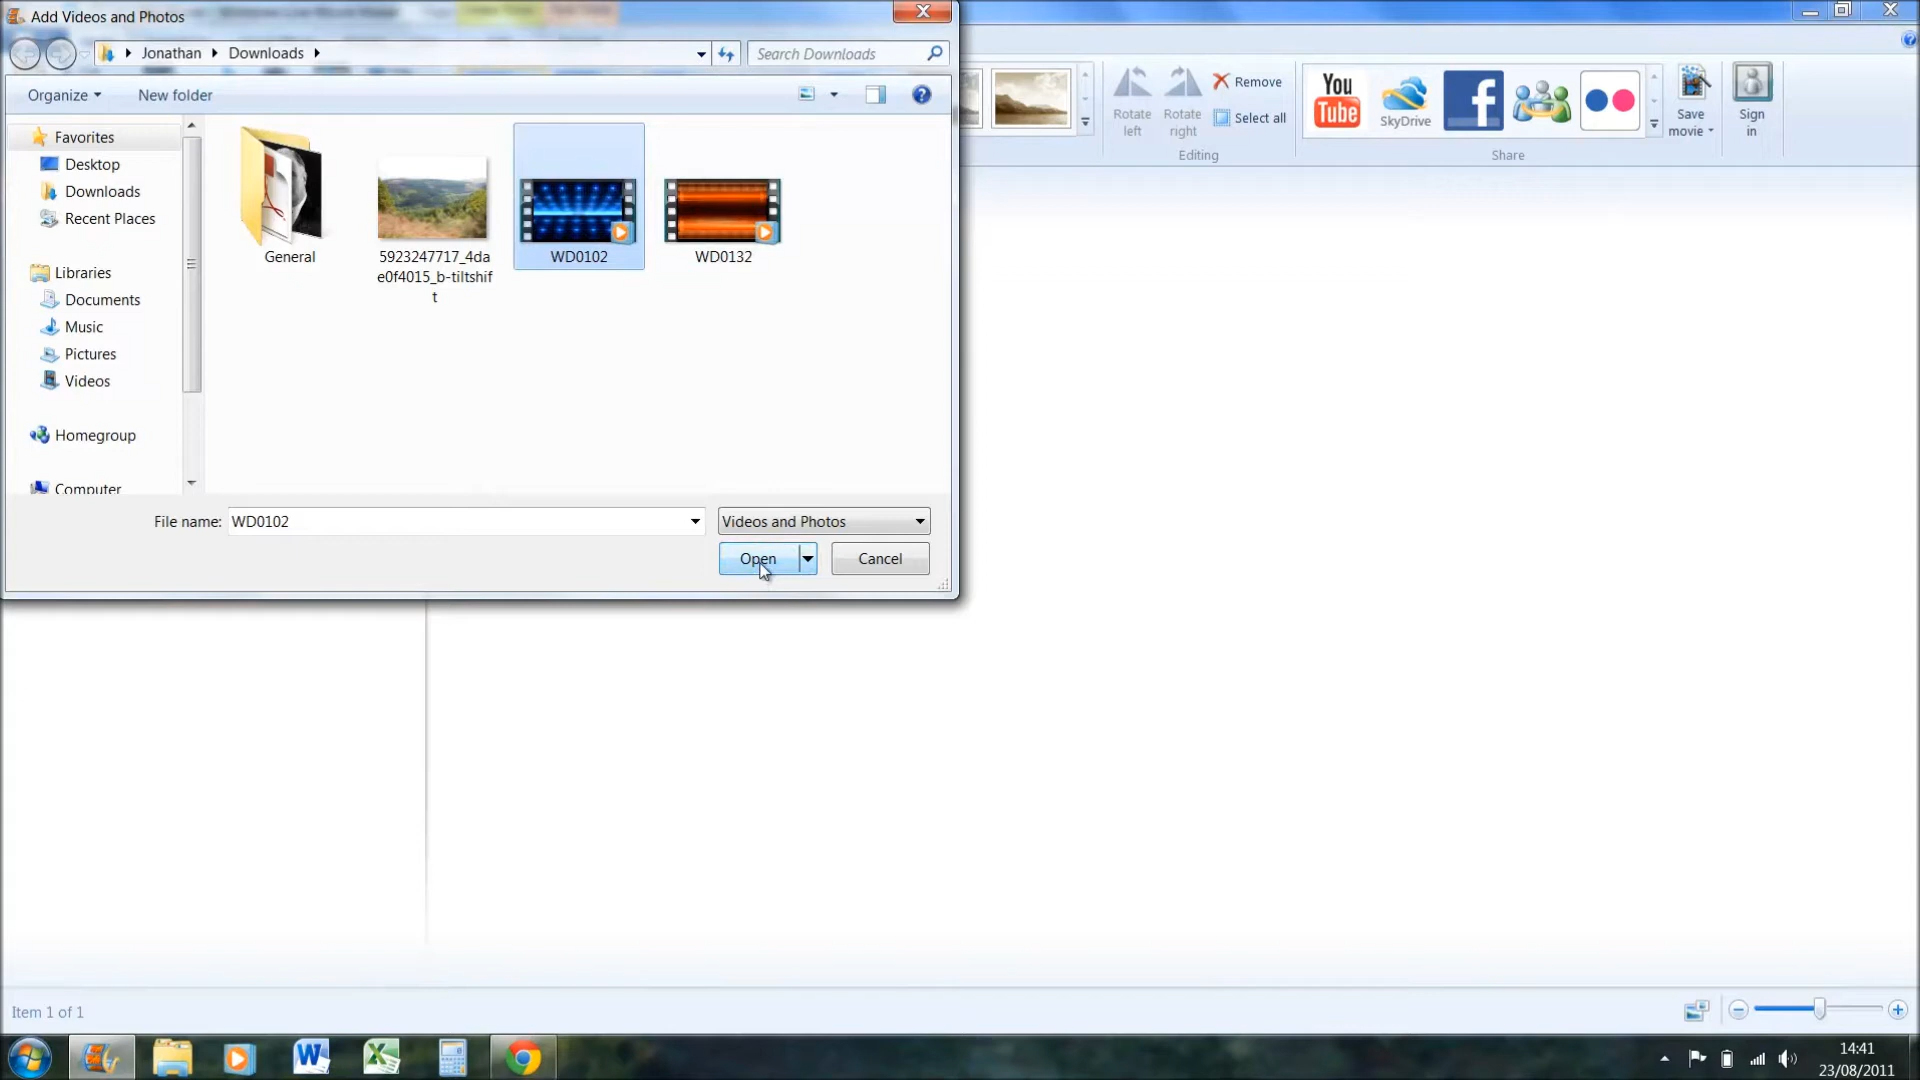 Add Videos and Photos
Jonathan Downloads
Search Downloads
Organize
New folder
Favorites
Desktop
Downloads
Recent Places
Libraries
Documents
Music
Pictures
Videos
Homegroup
Computer
General
5923247717_4da
e0f4015_b-tiltshif
t
WD0102
WD0132
File name:
WD0102
Videos and Photos
Open
Cancel
Rotate
left
Rotate
right
Remove
Select all
Editing
You
Tube
SkyDrive
f
Share
Save
movie
Sign
in
Item 1 of 1
14:41
23/08/2011